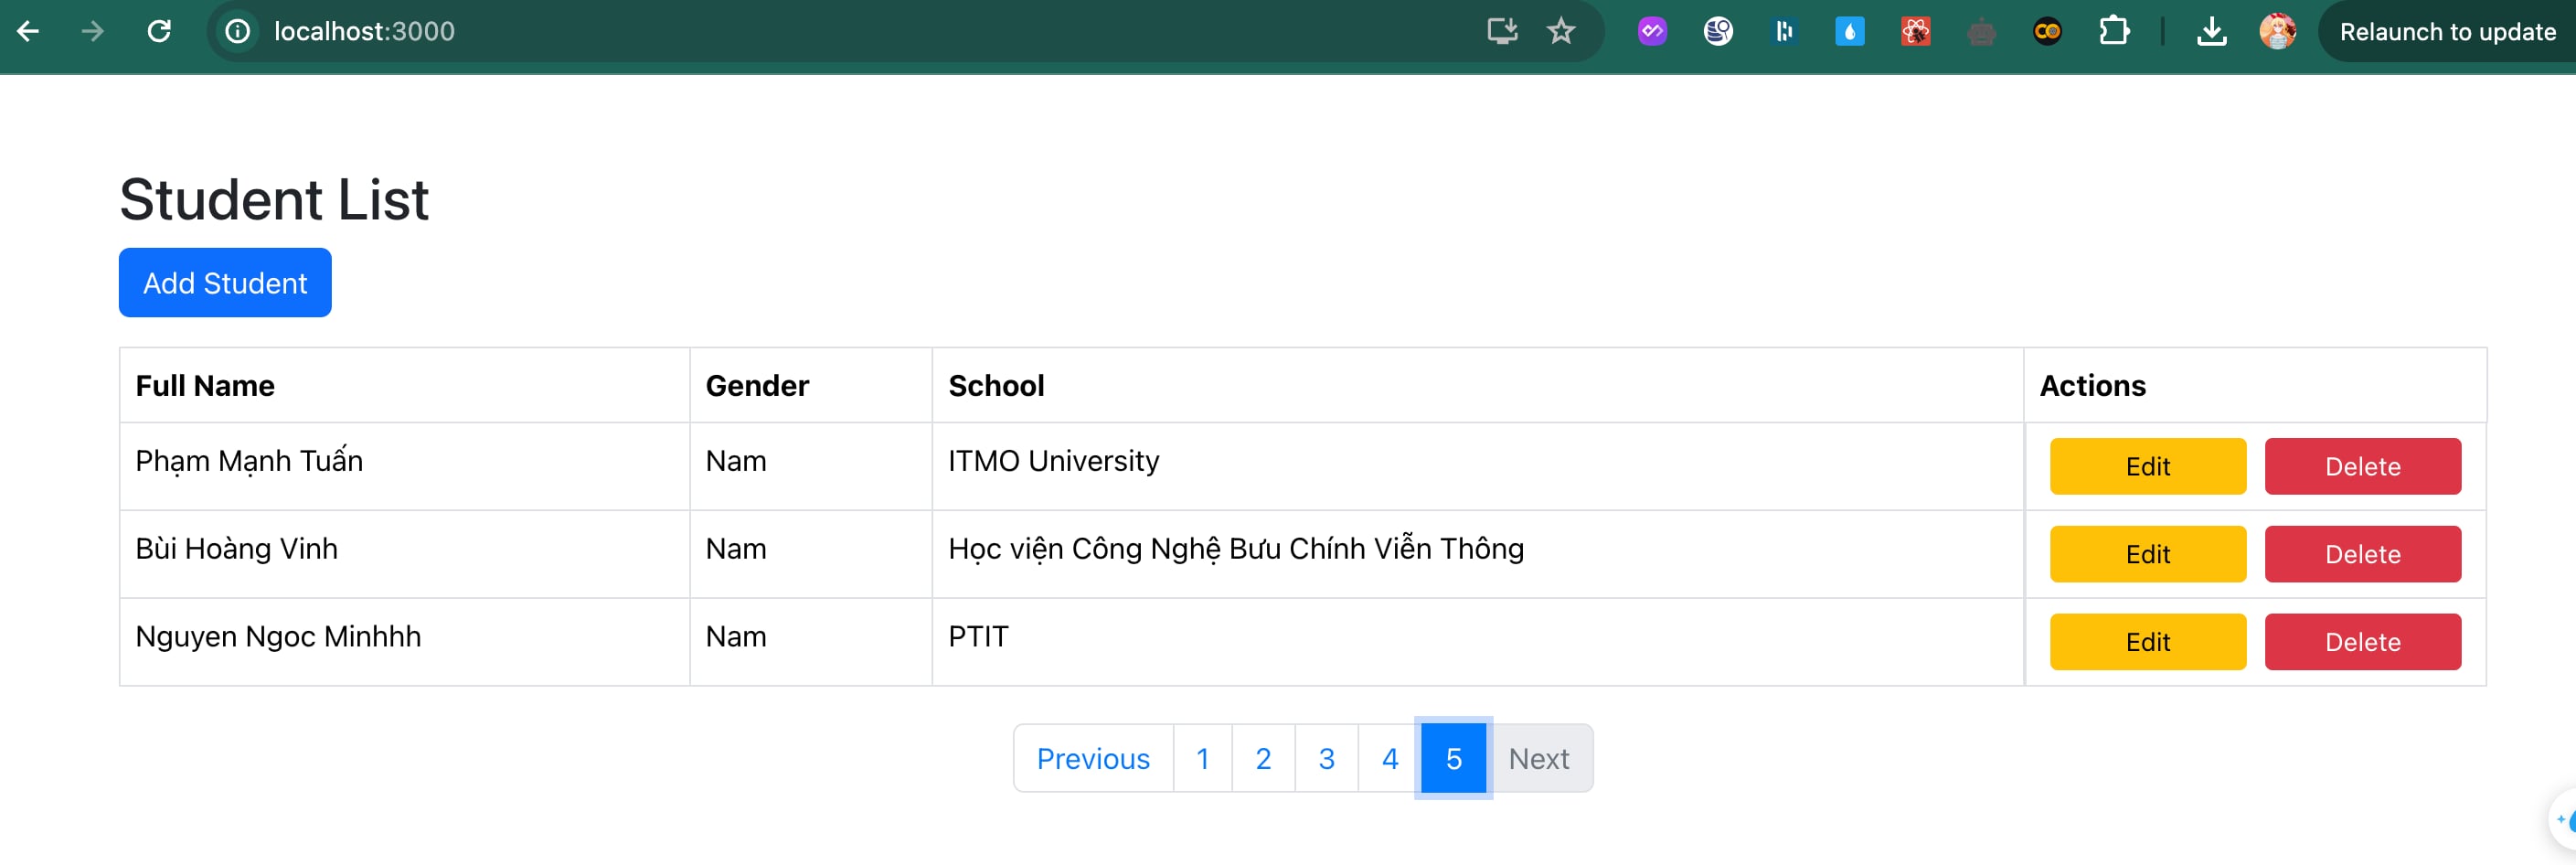 localhost:3000
Relaunch to update
Student List
Add Student
Full Name Gender School Actions
Phạm Mạnh Tuấn Nam ITMO University Edit Delete
Bùi Hoàng Vinh Nam Học viện Công Nghệ Bưu Chính Viễn Thông Edit Delete
Nguyen Ngoc Minhhh Nam PTIT Edit Delete
Previous 1 2 3 4 5 Next